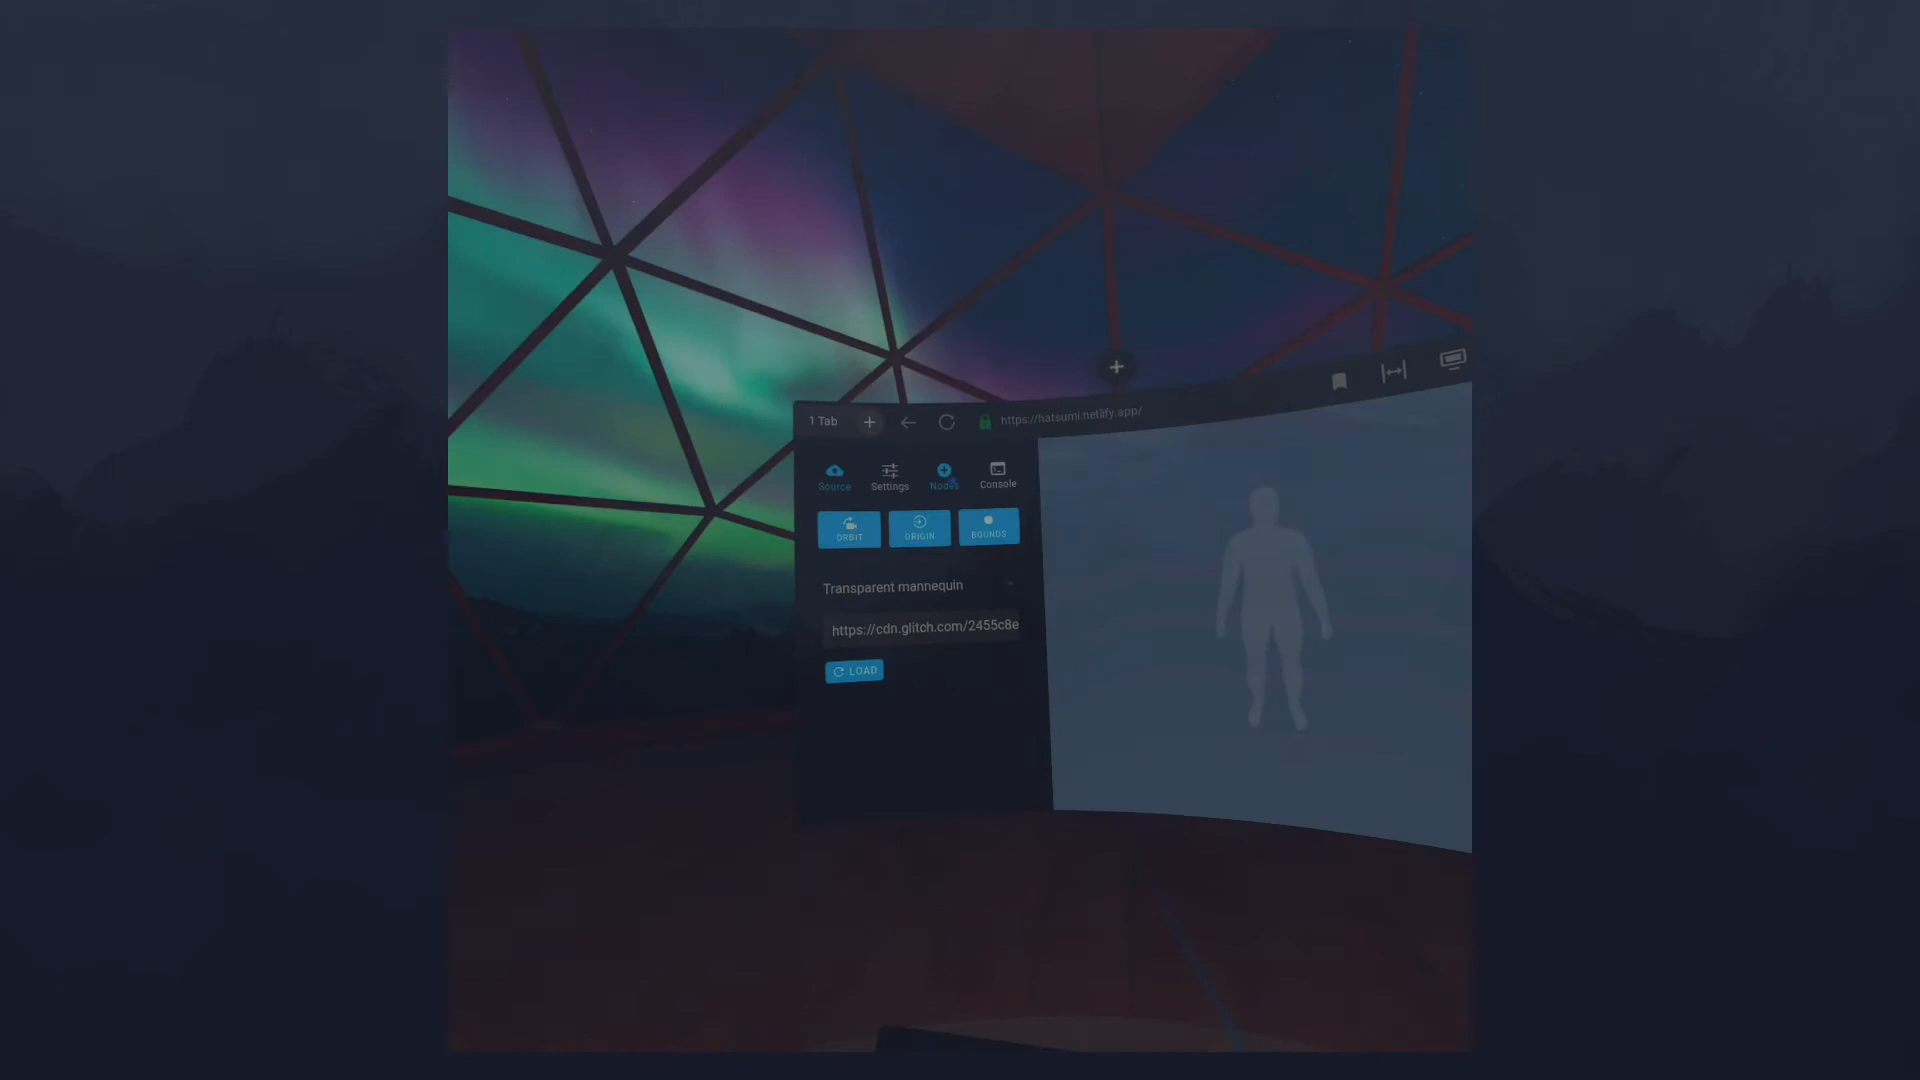 1 Tab
https://hatsumi.netlify.app/
Source Settings Nodes Console
ORBIT ORIGIN BOUNDS
Transparent mannequin
https://cdn.glitch.com/2455c8e
LOAD